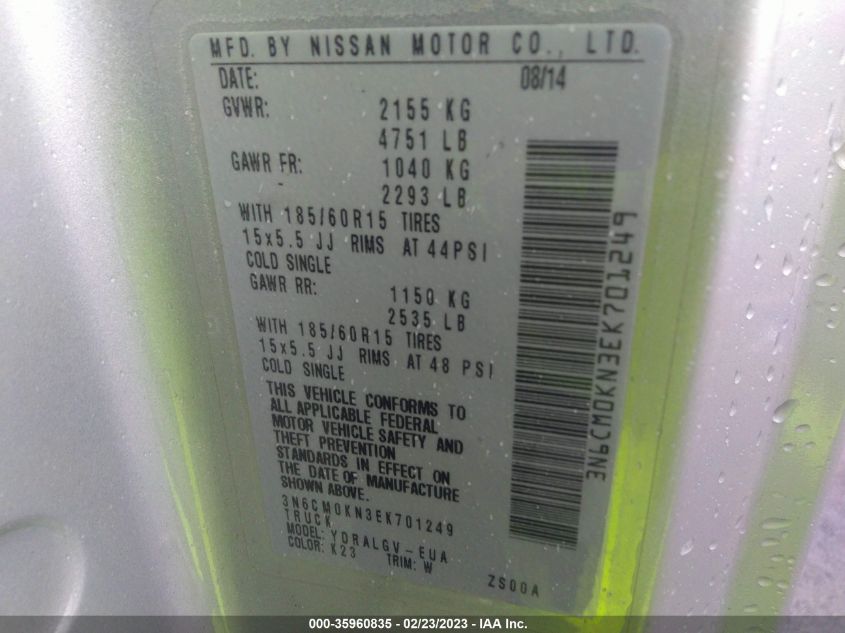 MFD. BY NISSAN MOTOR CO., LTD.
DATE: 08/14
GVWR: 2155 KG
4751 LB
GAWR FR: 1040 KG
2293 LB
WITH 185/60R15 TIRES
15x5.5 JJ RIMS AT 44PSI
COLD SINGLE
GAWR RR: 1150 KG
2535 LB
WITH 185/60R15 TIRES
15x5.5 JJ RIMS AT 48 PSI
COLD SINGLE
THIS VEHICLE CONFORMS TO
ALL APPLICABLE FEDERAL
MOTOR VEHICLE SAFETY AND
THEFT PREVENTION
STANDARDS IN EFFECT ON
THE DATE OF MANUFACTURE
SHOWN ABOVE.
3N6CM0KN3EK701249
TRUCK
MODEL: YDRALGV-EUA
COLOR: K23 TRIM: W
ZS00A
3N6CM0KN3EK701249
000-35960835 / 02/23/2023 - IAA Inc.